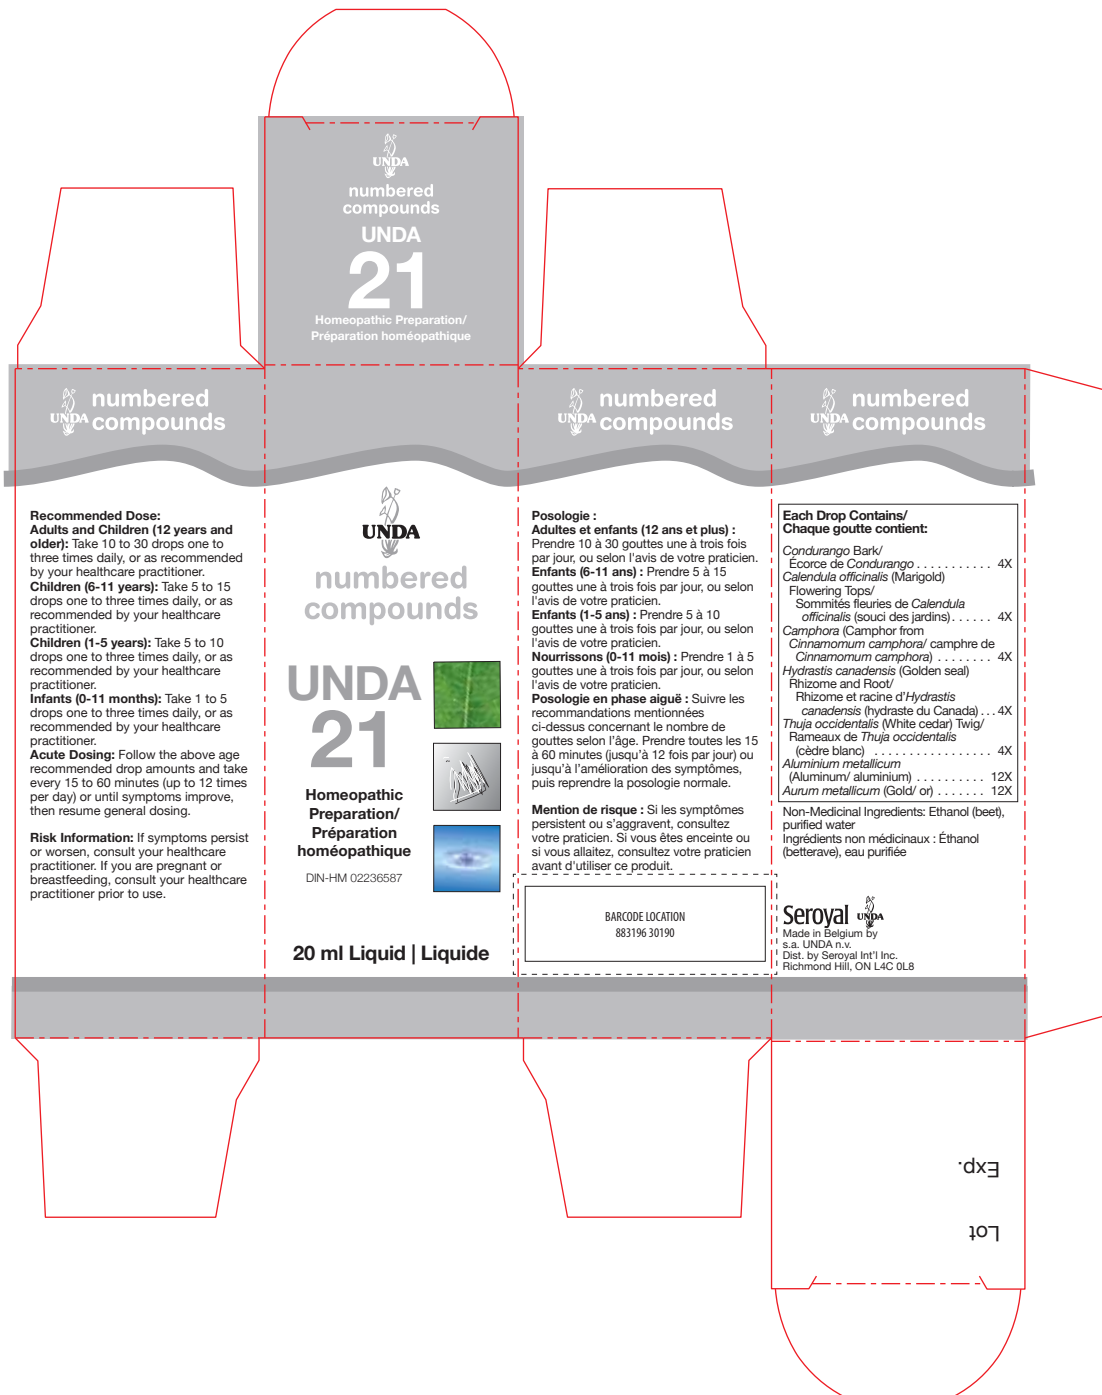 UNDA
numbered
compounds
UNDA
21
Homeopathic Preparation/
Préparation homéopathique
UNDA numbered
compounds
Recommended Dose:
Adults and Children (12 years and
older): Take 10 to 30 drops one to
three times daily, or as recommended
by your healthcare practitioner.
Children (6-11 years): Take 5 to 15
drops one to three times daily, or as
recommended by your healthcare
practitioner.
Children (1-5 years): Take 5 to 10
drops one to three times daily, or as
recommended by your healthcare
practitioner.
Infants (0-11 months): Take 1 to 5
drops one to three times daily, or as
recommended by your healthcare
practitioner.
Acute Dosing: Follow the above age
recommended drop amounts and take
every 15 to 60 minutes (up to 12 times
per day) or until symptoms improve,
then resume general dosing.
Risk Information: If symptoms persist
or worsen, consult your healthcare
practitioner. If you are pregnant or
breastfeeding, consult your healthcare
practitioner prior to use.
UNDA
numbered
compounds
UNDA
21
Homeopathic
Preparation/
Préparation
homéopathique
DIN-HM 02236587
20 ml Liquid | Liquide
UNDA numbered
compounds
Posologie :
Adultes et enfants (12 ans et plus) :
Prendre 10 à 30 gouttes une à trois fois
par jour, ou selon l'avis de votre praticien.
Enfants (6-11 ans) : Prendre 5 à 15
gouttes une à trois fois par jour, ou selon
l'avis de votre praticien.
Enfants (1-5 ans) : Prendre 5 à 10
gouttes une à trois fois par jour, ou selon
l'avis de votre praticien.
Nourrissons (0-11 mois) : Prendre 1 à 5
gouttes une à trois fois par jour, ou selon
l'avis de votre praticien.
Posologie en phase aiguë : Suivre les
recommandations mentionnées
ci-dessus concernant le nombre de
gouttes selon l'âge. Prendre toutes les 15
à 60 minutes (jusqu'à 12 fois par jour) ou
jusqu'à l'amélioration des symptômes,
puis reprendre la posologie normale.
Mention de risque : Si les symptômes
persistent ou s'aggravent, consultez
votre praticien. Si vous êtes enceinte ou
si vous allaitez, consultez votre praticien
avant d'utiliser ce produit.
BARCODE LOCATION
883196 30190
UNDA numbered
compounds
Each Drop Contains/
Chaque goutte contient:
Condurango Bark/
Écorce de Condurango . . . . . . . . . . . 4X
Calendula officinalis (Marigold)
Flowering Tops/
Sommités fleuries de Calendula
officinalis (souci des jardins) . . . . . . 4X
Camphora (Camphor from
Cinnamomum camphora/ camphre de
Cinnamomum camphora) . . . . . . . . 4X
Hydrastis canadensis (Golden seal)
Rhizome and Root/
Rhizome et racine d'Hydrastis
canadensis (hydraste du Canada) . . . 4X
Thuja occidentalis (White cedar) Twig/
Rameaux de Thuja occidentalis
(cèdre blanc) . . . . . . . . . . . . . . . . . 4X
Aluminium metallicum
(Aluminum/ aluminium) . . . . . . . . . . 12X
Aurum metallicum (Gold/ or) . . . . . . . 12X
Non-Medicinal Ingredients: Ethanol (beet),
purified water
Ingrédients non médicinaux : Éthanol
(betterave), eau purifiée
Seroyal UNDA
Made in Belgium by
s.a. UNDA n.v.
Dist. by Seroyal Int'l Inc.
Richmond Hill, ON L4C 0L8
Exp.
Lot